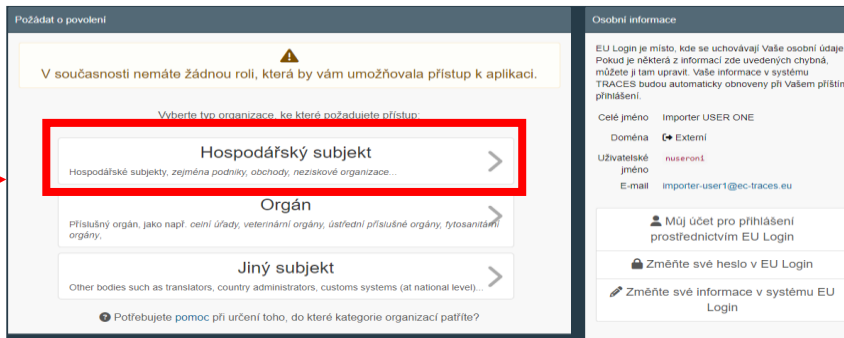 Požádat o povolení
V současnosti nemáte žádnou roli, která by vám umožňovala přístup k aplikaci.
Vyberte typ organizace, ke které požadujete přístup:
Hospodářský subjekt
Hospodářské subjekty, zejména podniky, obchody, neziskové organizace...
Orgán
Příslušný orgán, jako např. celní úřady, veterinární orgány, ústřední příslušné orgány, fytosanitární
orgány,
Jiný subjekt
Other bodies such as translators, country administrators, customs systems (at national level)...
Potřebujete pomoc při určení toho, do které kategorie organizací patříte?
Osobní informace
EU Login je místo, kde se uchovávají Vaše osobní údaje
Pokud je některá z informací zde uvedených chybná,
můžete ji tam upravit. Vaše informace v systému
TRACES budou automaticky obnoveny při Vašem příštím
přihlášení.
Celé jméno Importer USER ONE
Doména Externí
Uživatelské jméno nuseron1
E-mail importer-user1@ec-traces.eu
Můj účet pro přihlášení
prostřednictvím EU Login
Změňte své heslo v EU Login
Změňte své informace v systému EU
Login